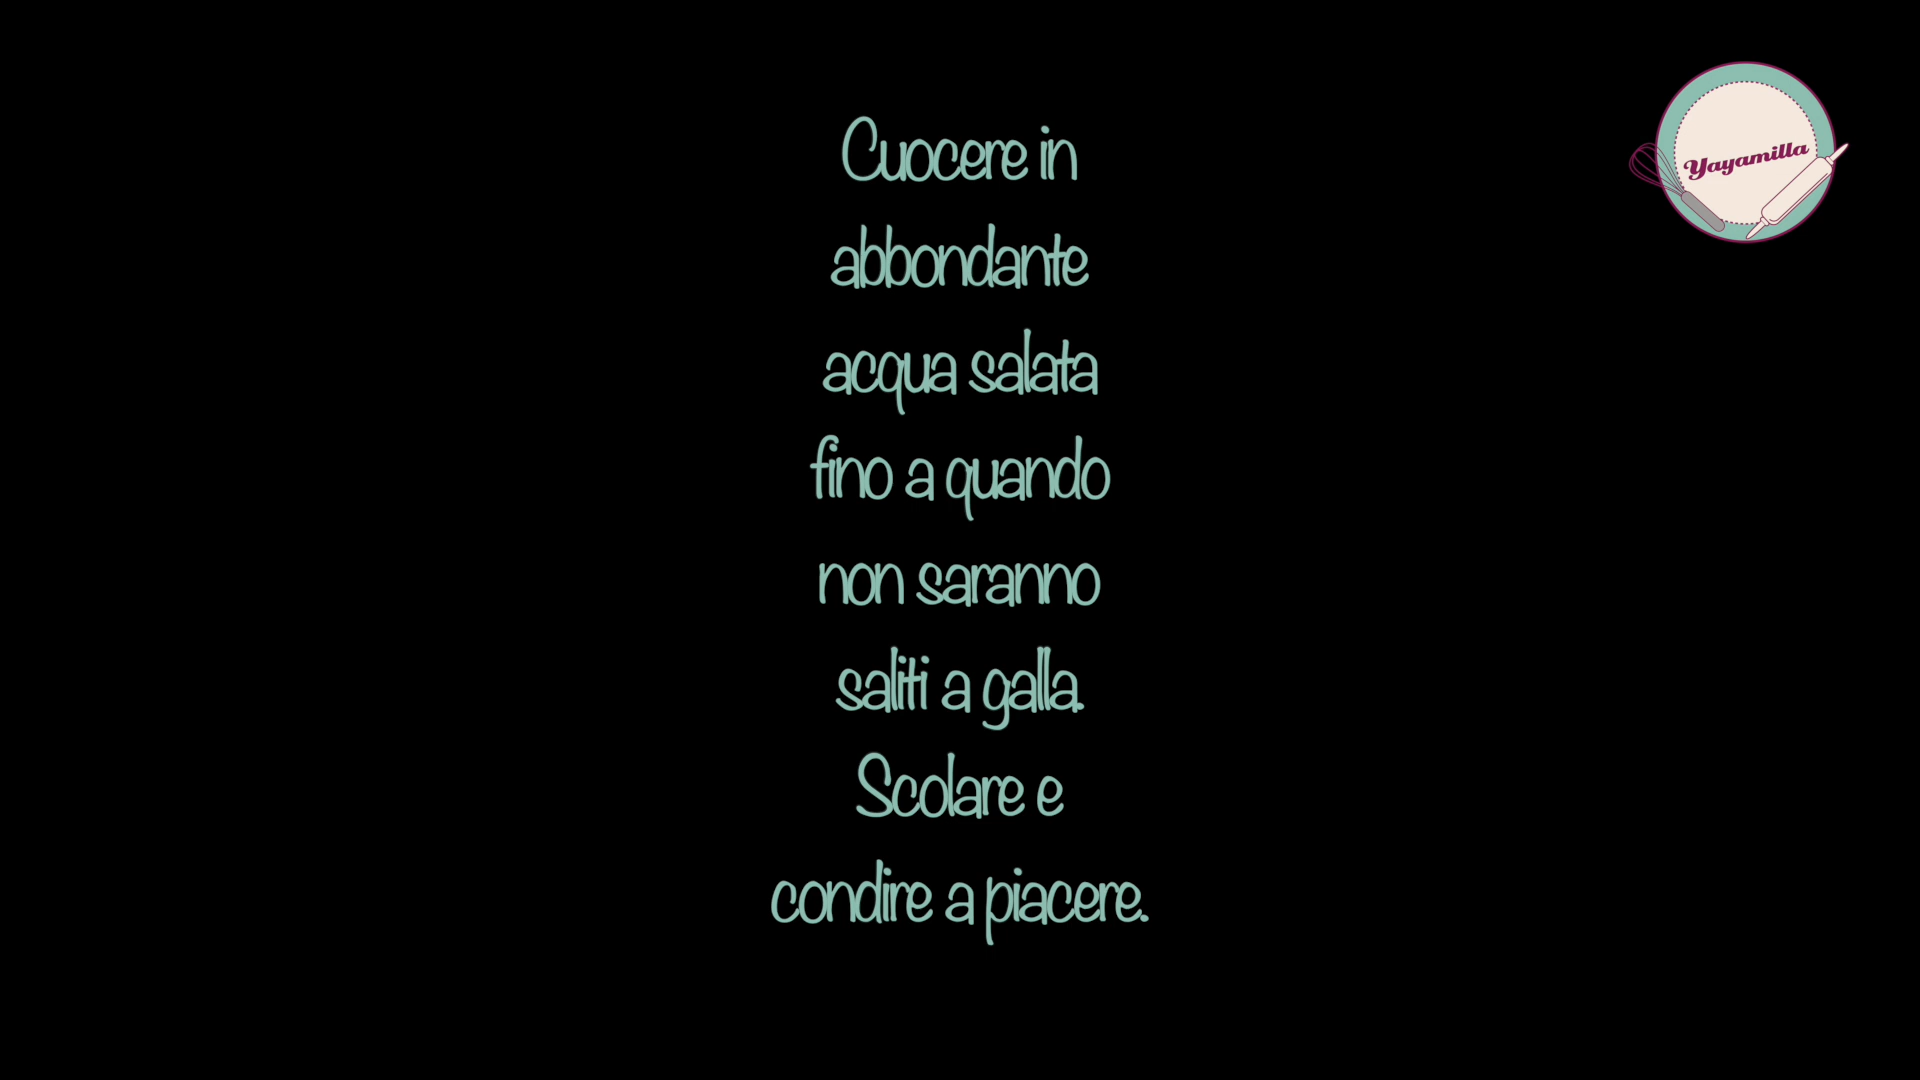 Cuocere in
abbondante
acqua salata
fino a quando
non saranno
saliti a galla.
Scolare e
condire a piacere.
Yayamilla